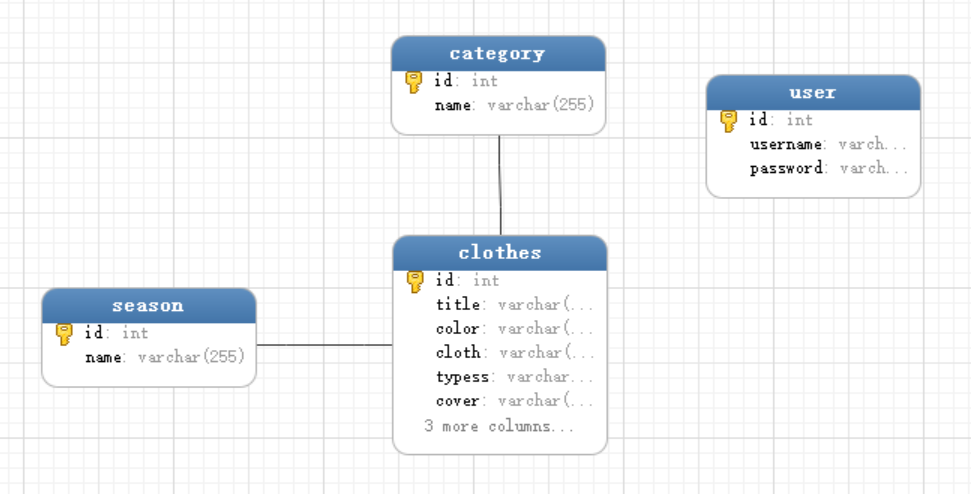 category
id: int
name: varchar(255)
user
id: int
username: varch...
password: varch...
clothes
id: int
title: varchar(...
color: varchar(...
cloth: varchar(...
typess: varchar...
cover: varchar(...
3 more columns...
season
id: int
name: varchar(255)